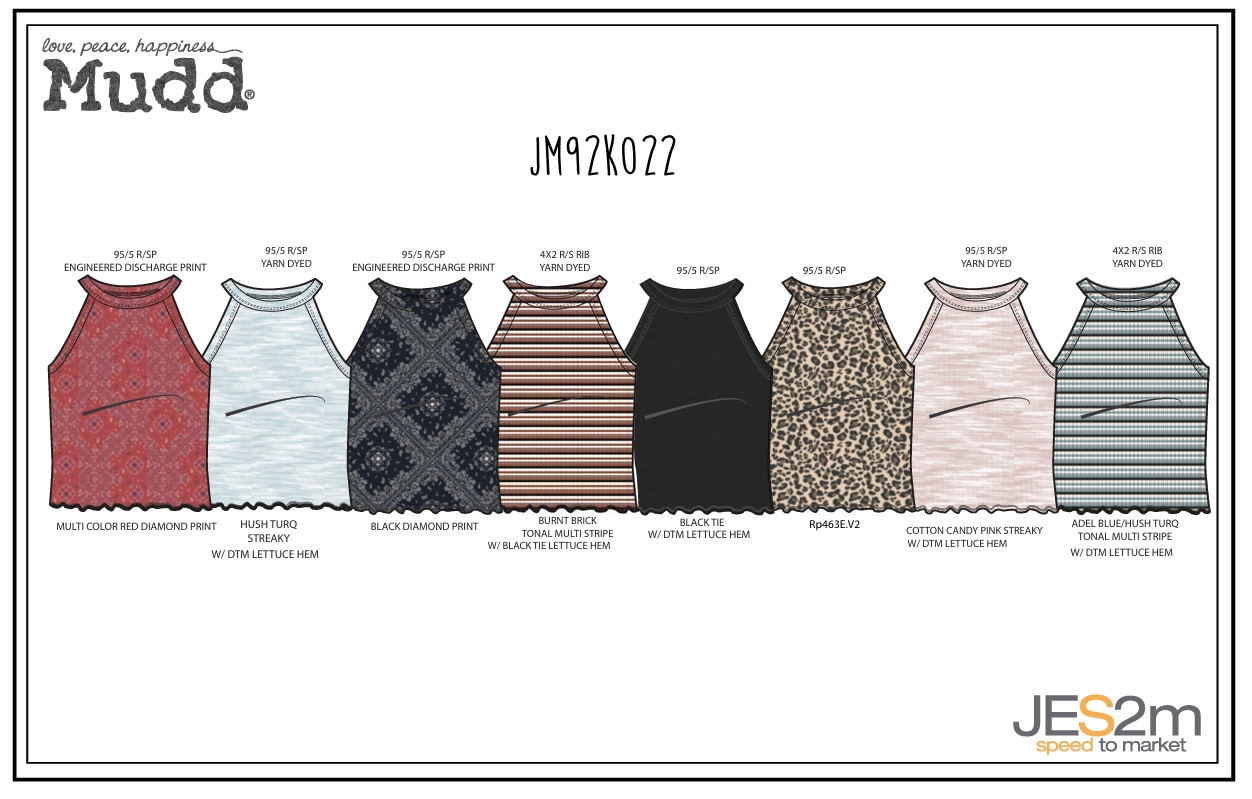 love, peace, happiness
Mudd®
JM92K022
95/5 R/SP
ENGINEERED DISCHARGE PRINT
95/5 R/SP
YARN DYED
95/5 R/SP
ENGINEERED DISCHARGE PRINT
4X2 R/S RIB
YARN DYED
95/5 R/SP
95/5 R/SP
95/5 R/SP
YARN DYED
4X2 R/S RIB
YARN DYED
MULTI COLOR RED DIAMOND PRINT
HUSH TURQ
STREAKY
W/ DTM LETTUCE HEM
BLACK DIAMOND PRINT
BURNT BRICK
TONAL MULTI STRIPE
W/ BLACK TIE LETTUCE HEM
BLACK TIE
W/ DTM LETTUCE HEM
Rp463E.V2
COTTON CANDY PINK STREAKY
W/ DTM LETTUCE HEM
ADEL BLUE/HUSH TURQ
TONAL MULTI STRIPE
W/ DTM LETTUCE HEM
JES2m
speed to market